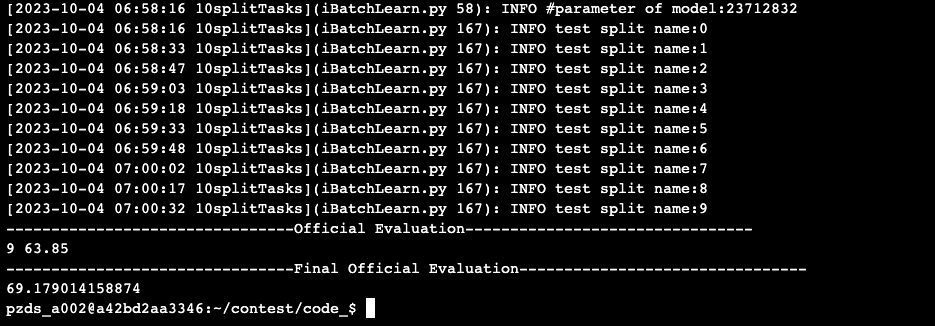 [2023-10-04 06:58:16 10splitTasks](iBatchLearn.py 58): INFO #parameter of model:23712832
[2023-10-04 06:58:16 10splitTasks](iBatchLearn.py 167): INFO test split name:0
[2023-10-04 06:58:33 10splitTasks](iBatchLearn.py 167): INFO test split name:1
[2023-10-04 06:58:47 10splitTasks](iBatchLearn.py 167): INFO test split name:2
[2023-10-04 06:59:03 10splitTasks](iBatchLearn.py 167): INFO test split name:3
[2023-10-04 06:59:18 10splitTasks](iBatchLearn.py 167): INFO test split name:4
[2023-10-04 06:59:33 10splitTasks](iBatchLearn.py 167): INFO test split name:5
[2023-10-04 06:59:48 10splitTasks](iBatchLearn.py 167): INFO test split name:6
[2023-10-04 07:00:02 10splitTasks](iBatchLearn.py 167): INFO test split name:7
[2023-10-04 07:00:17 10splitTasks](iBatchLearn.py 167): INFO test split name:8
[2023-10-04 07:00:32 10splitTasks](iBatchLearn.py 167): INFO test split name:9
--------------------------------Official Evaluation--------------------------------
9 63.85
--------------------------------Final Official Evaluation--------------------------------
69.179014158874
pzds_a002@a42bd2aa3346:~/contest/code_$